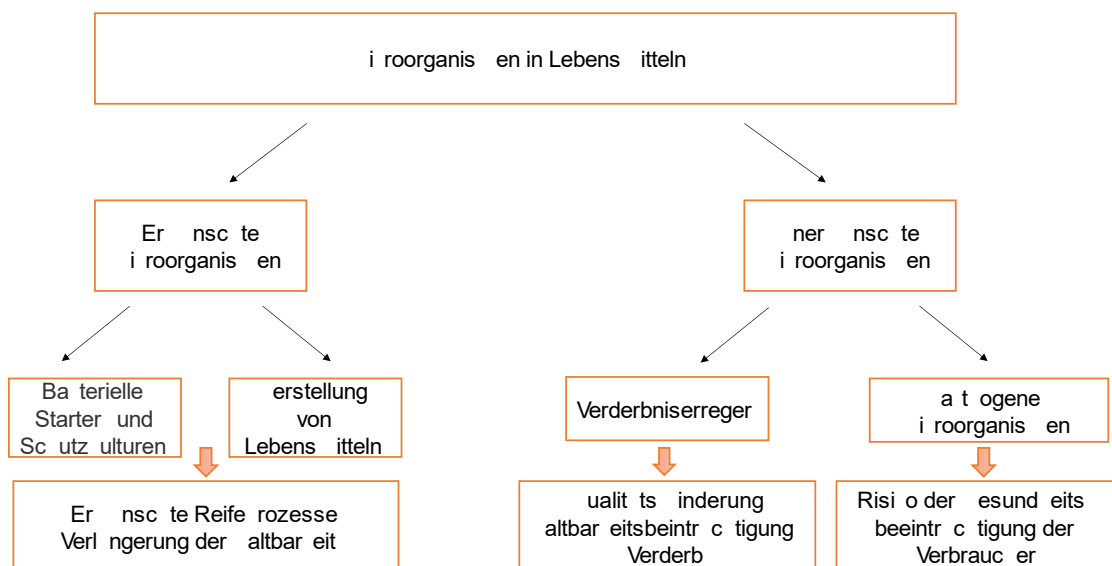 i roorganis en in Lebens itteln
Er nsc te
i roorganis en
ner nsc te
i roorganis en
Ba terielle
Starter und
Sc utz ulturen
erstellung
von
Lebens itteln
Verderbniserreger
a t ogene
i roorganis en
Er nsc te Reife rozesse
Verl ngerung der altbar eit
ualit ts inderung
altbar eitsbeintr c tigung
Verderb
Risi o der esund eits
beeintr c tigung der
Verbrauc er